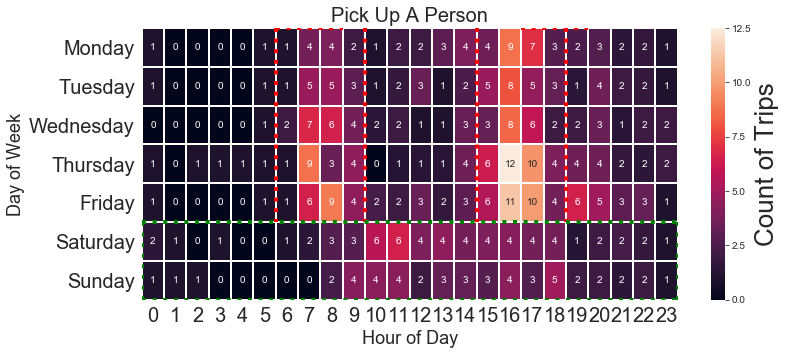 Pick Up A Person
Monday 1 0 0 0 0 1 1 4 4 2 1 2 2 3 4 4 9 7 3 2 3 2 2 1
Tuesday 1 0 0 0 0 1 1 5 5 3 1 2 3 1 2 5 8 5 3 1 4 2 2 1
Wednesday 0 0 0 0 0 1 2 7 6 4 2 2 1 1 3 3 8 6 2 2 3 1 2 2
Thursday 1 0 1 1 1 1 1 9 3 4 0 1 1 1 4 6 12 10 4 4 4 2 2 2
Friday 1 0 0 0 0 1 1 6 9 4 2 2 3 2 3 6 11 10 4 6 5 3 3 1
Saturday 2 1 0 1 0 0 1 2 3 3 6 6 4 4 4 4 4 4 4 1 2 2 2 1
Sunday 1 1 1 0 0 0 0 0 2 4 4 4 2 3 3 3 4 3 5 2 2 2 2 1
0 1 2 3 4 5 6 7 8 9 10 11 12 13 14 15 16 17 18 19 20 21 22 23
Hour of Day
Day of Week
12.5
10.0
7.5
5.0
2.5
0.0
Count of Trips